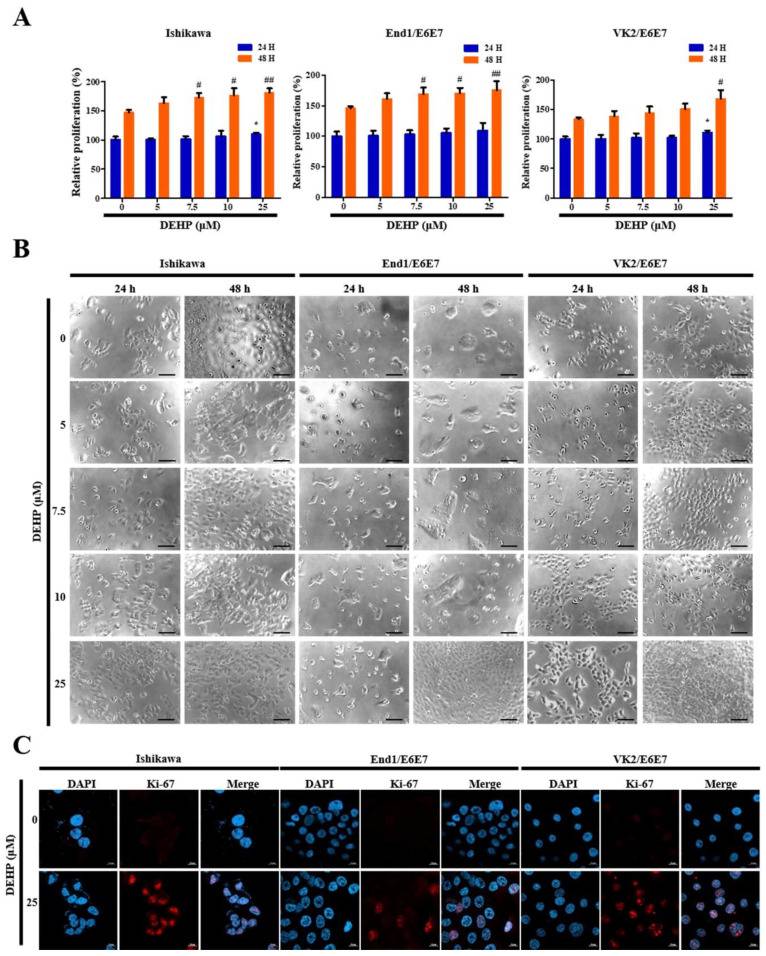 A
Ishikawa
End1/E6E7
VK2/E6E7
24 H
48 H
24 H
48 H
24 H
48 H
Relative proliferation (%)
200
150
100
50
0
#
#
##
*
0
5
7.5
10
25
DEHP (μM)
Relative proliferation (%)
200
150
100
50
0
#
#
##
0
5
7.5
10
25
DEHP (μM)
Relative proliferation (%)
200
150
100
50
0
#
*
0
5
7.5
10
25
DEHP (μM)
B
Ishikawa
End1/E6E7
VK2/E6E7
24 h
48 h
24 h
48 h
24 h
48 h
DEHP (μM)
0
5
7.5
10
25
C
Ishikawa
End1/E6E7
VK2/E6E7
DAPI
Ki-67
Merge
DAPI
Ki-67
Merge
DAPI
Ki-67
Merge
DEHP (μM)
0
25